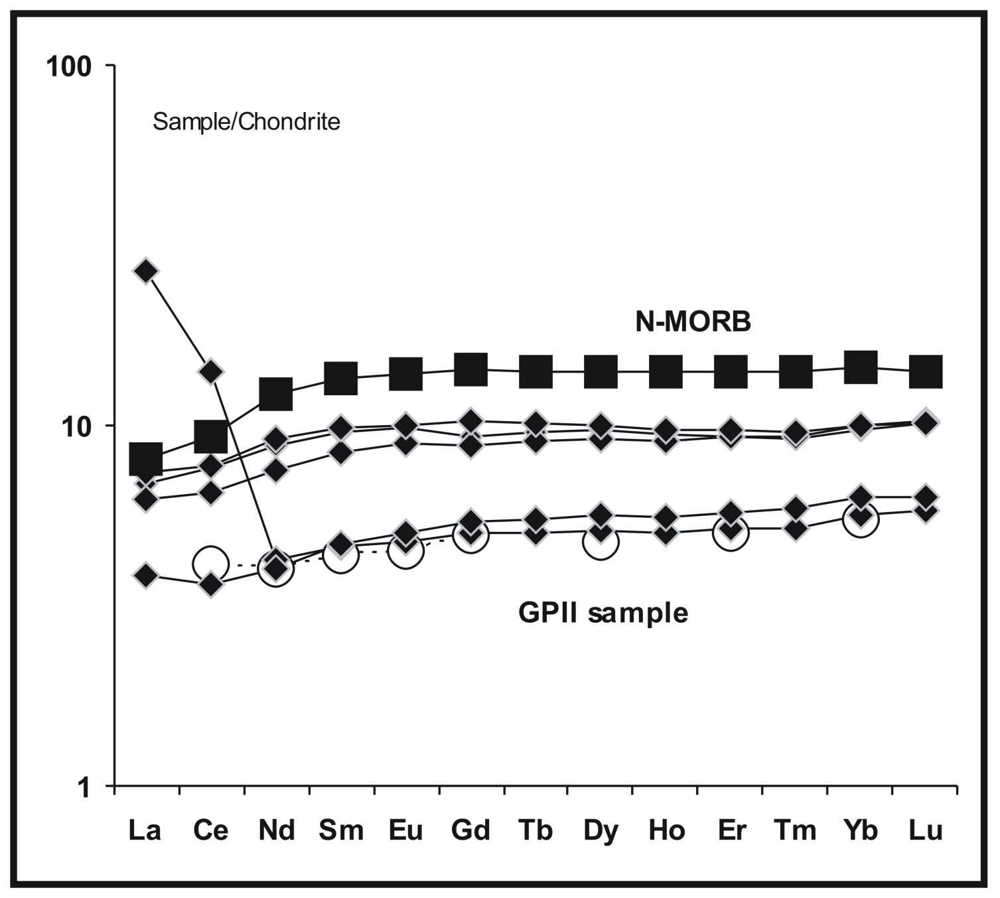 100
Sample/Chondrite
N-MORB
10
GPII sample
1
La Ce Nd Sm Eu Gd Tb Dy Ho Er Tm Yb Lu